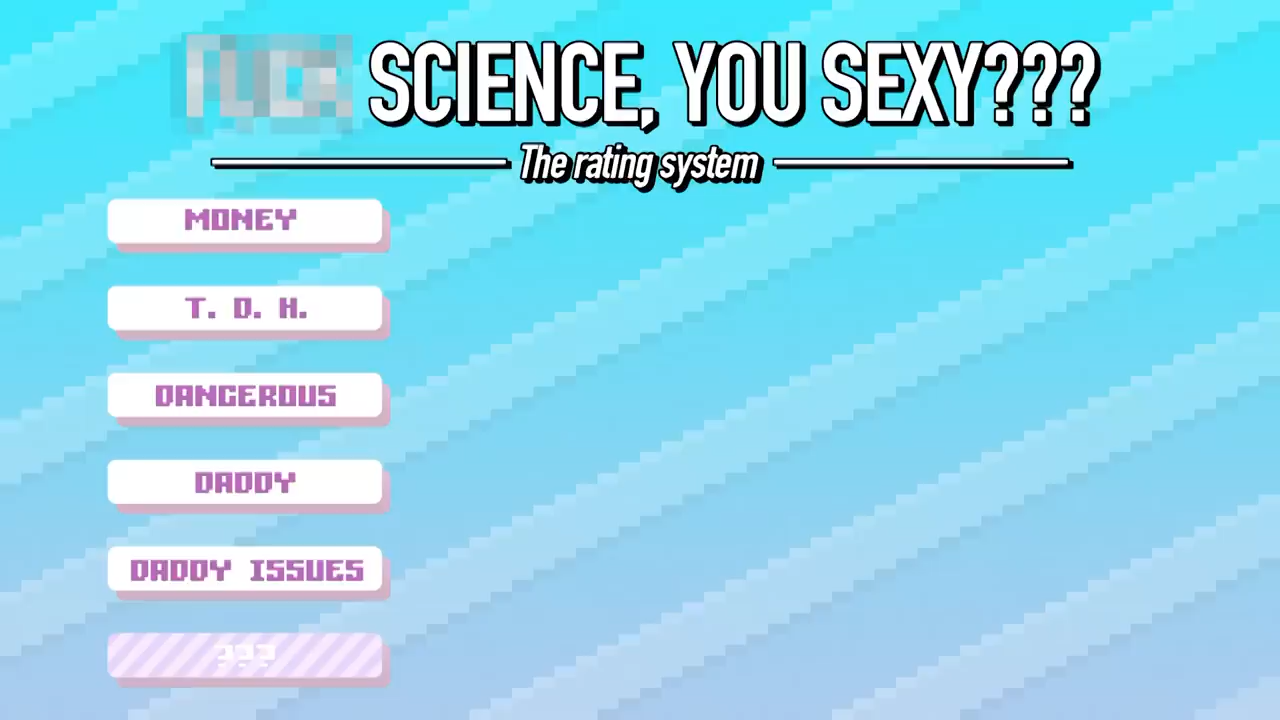 SCIENCE, YOU SEXY???
The rating system
MONEY
T. D. H.
DANGEROUS
DADDY
DADDY ISSUES
???